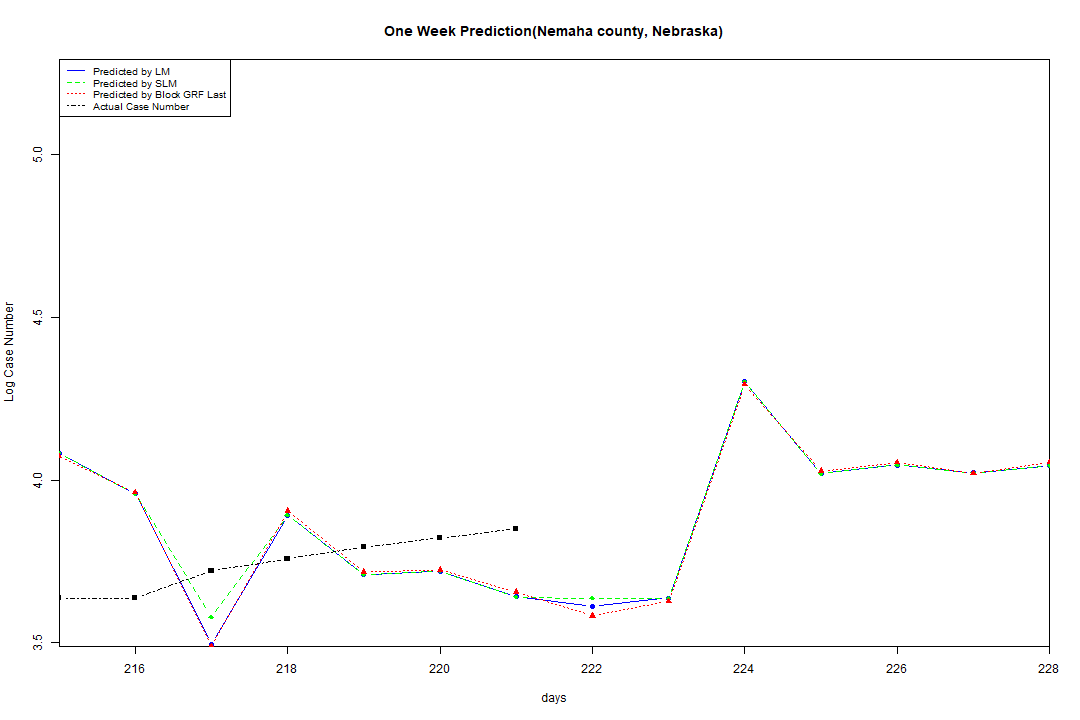 One Week Prediction(Nemaha county, Nebraska)
Predicted by LM
Predicted by SLM
Predicted by Block GRF Last
Actual Case Number
5.0
4.5
4.0
3.5
Log Case Number
216 218 220 222 224 226 228
days